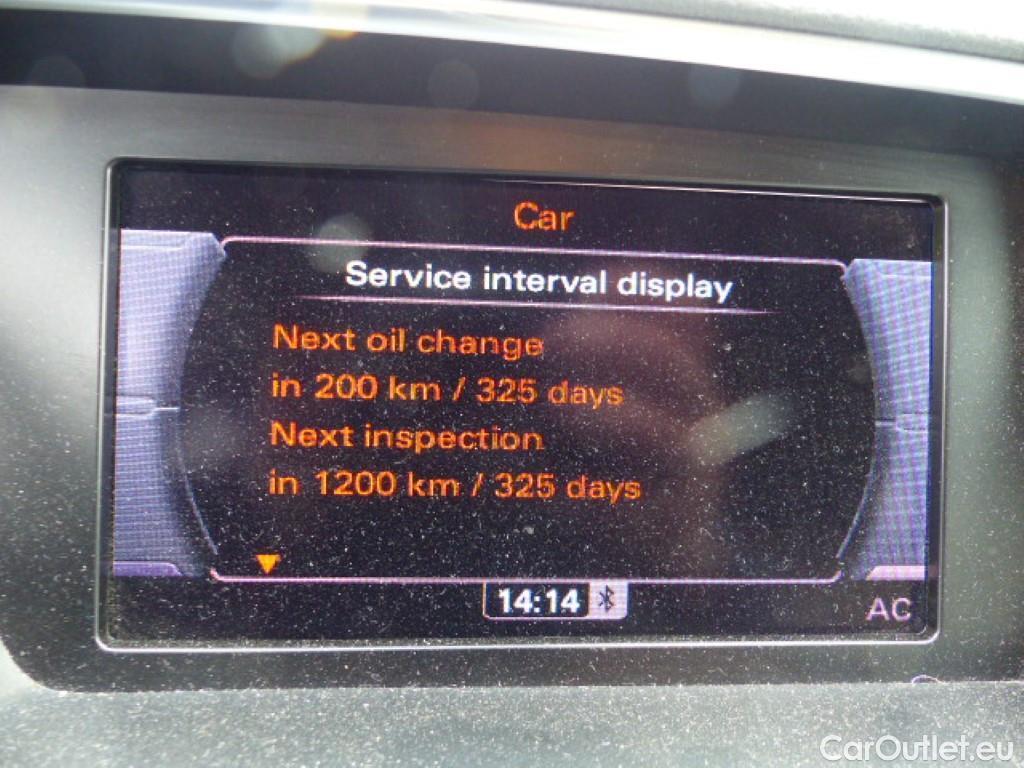 Car
Service interval display
Next oil change
in 200 km / 325 days
Next inspection
in 1200 km / 325 days
14:14
AC
CarOutlet.eu